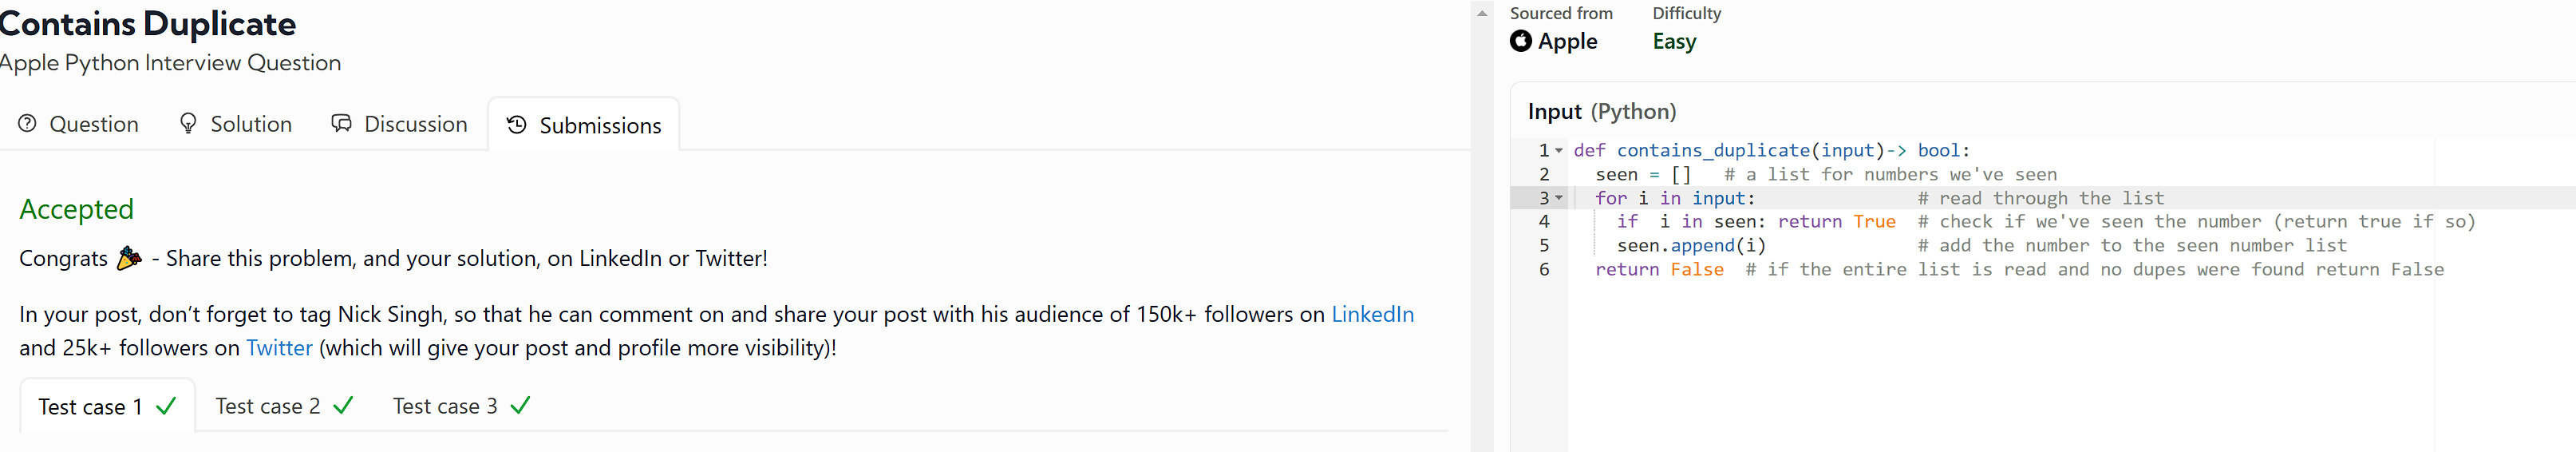 Contains Duplicate
Apple Python Interview Question
Question
Solution
Discussion
Submissions
Accepted
Congrats 🎉 - Share this problem, and your solution, on LinkedIn or Twitter!
In your post, don’t forget to tag Nick Singh, so that he can comment on and share your post with his audience of 150k+ followers on LinkedIn
and 25k+ followers on Twitter (which will give your post and profile more visibility)!
Test case 1 ✓
Test case 2 ✓
Test case 3 ✓
Sourced from
Apple
Difficulty
Easy
Input (Python)
1 def contains_duplicate(input)-> bool:
2   seen = []   # a list for numbers we've seen
3   for i in input:               # read through the list
4     if  i in seen: return True  # check if we've seen the number (return true if so)
5     seen.append(i)              # add the number to the seen number list
6   return False  # if the entire list is read and no dupes were found return False